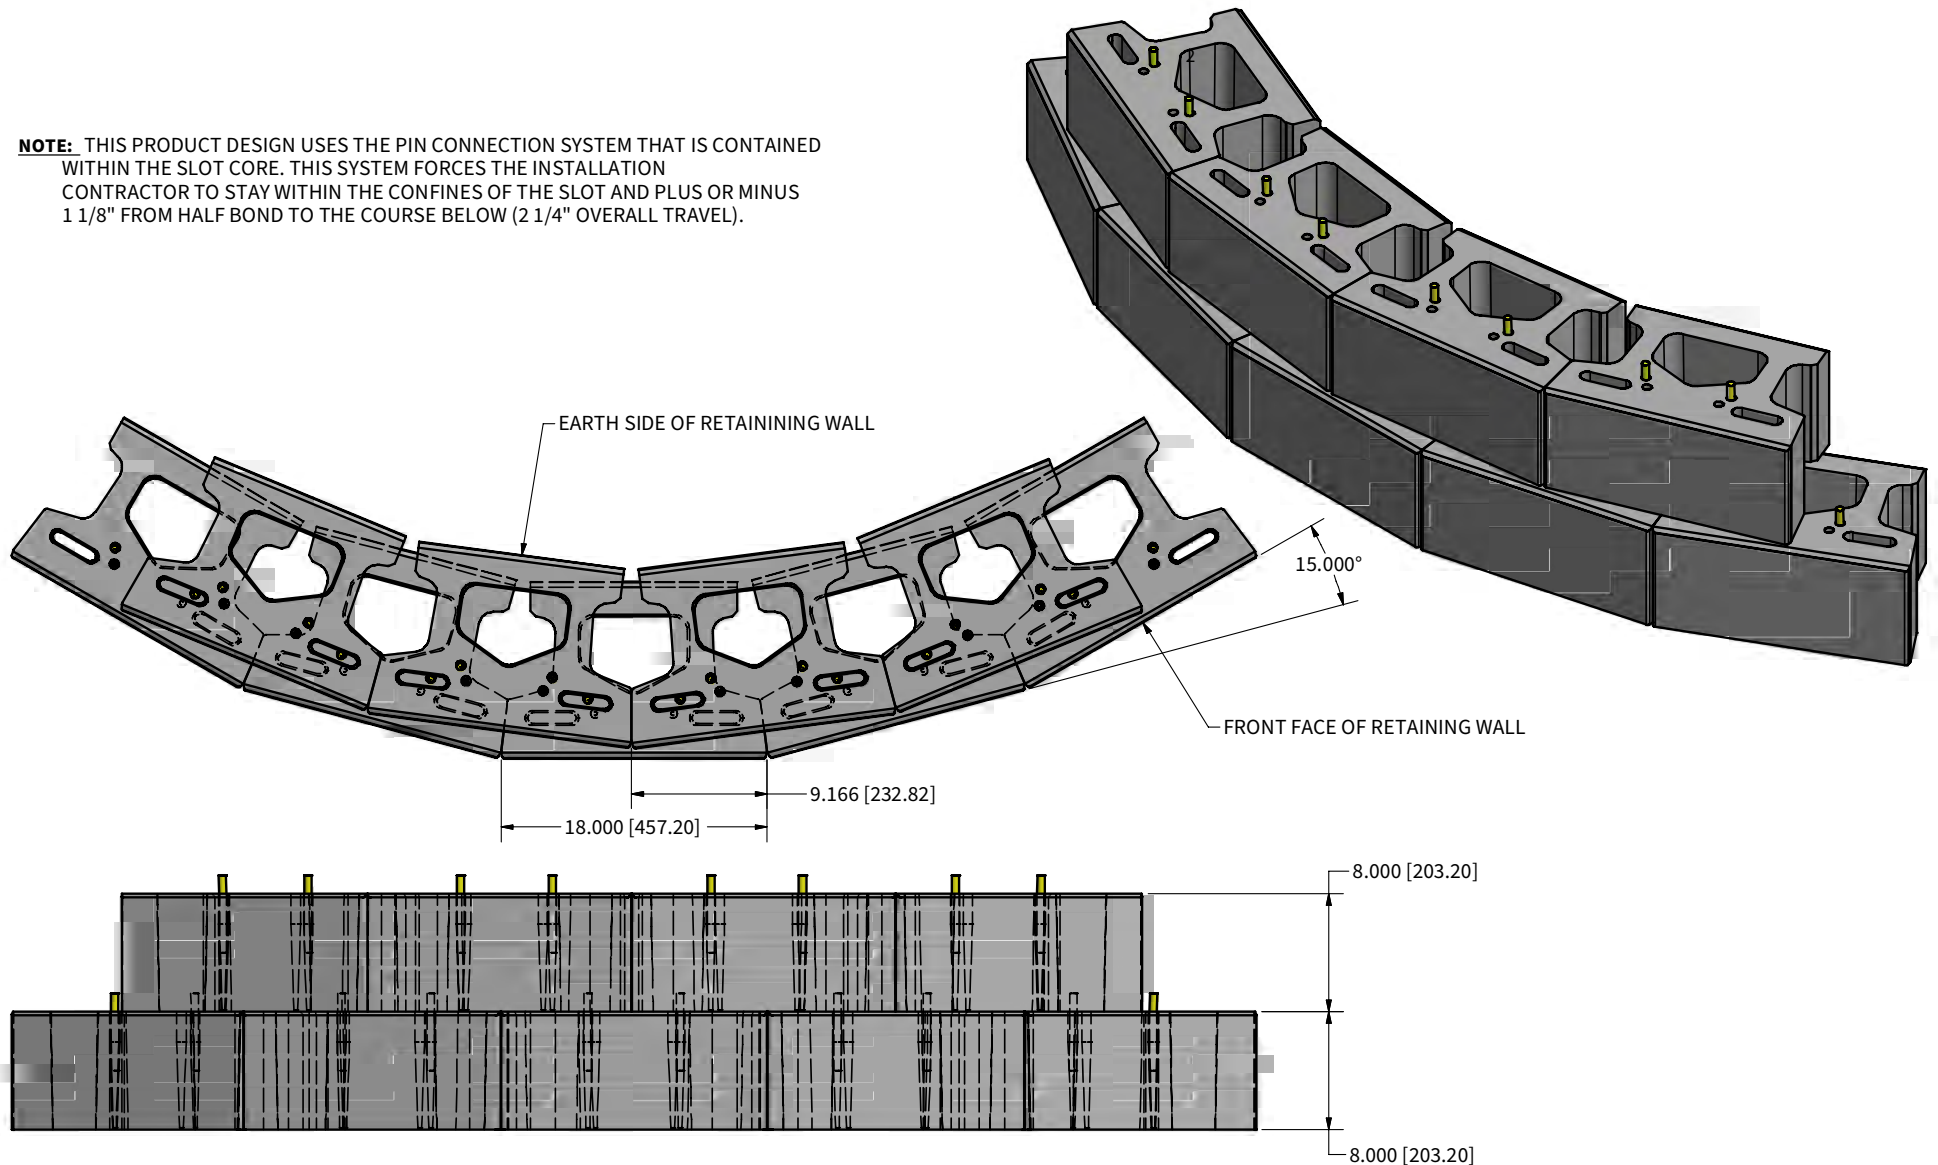 NOTE: THIS PRODUCT DESIGN USES THE PIN CONNECTION SYSTEM THAT IS CONTAINED
WITHIN THE SLOT CORE. THIS SYSTEM FORCES THE INSTALLATION
CONTRACTOR TO STAY WITHIN THE CONFINES OF THE SLOT AND PLUS OR MINUS
1 1/8" FROM HALF BOND TO THE COURSE BELOW (2 1/4" OVERALL TRAVEL).
2
EARTH SIDE OF RETAINING WALL
15.000°
FRONT FACE OF RETAINING WALL
9.166 [232.82]
18.000 [457.20]
8.000 [203.20]
8.000 [203.20]